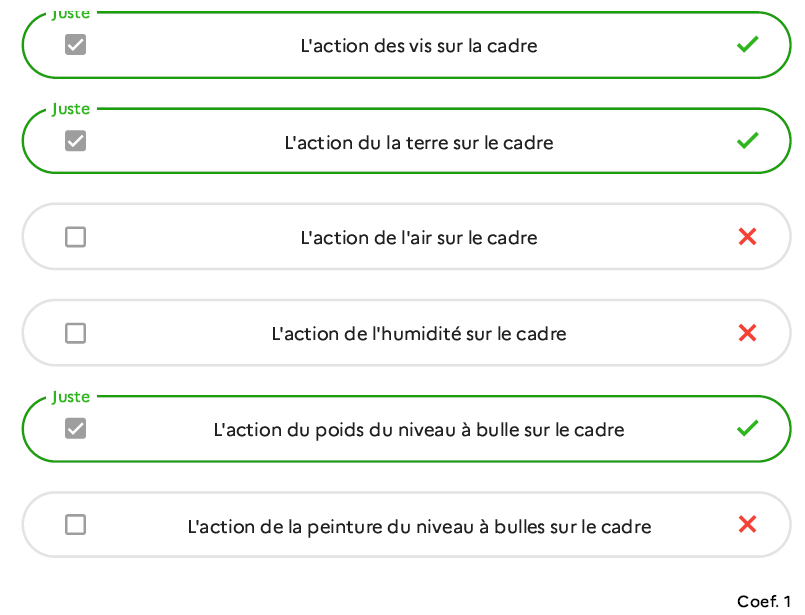 Juste
L'action des vis sur la cadre
Juste
L'action du la terre sur le cadre
L'action de l'air sur le cadre
L'action de l'humidité sur le cadre
Juste
L'action du poids du niveau à bulle sur le cadre
L'action de la peinture du niveau à bulles sur le cadre
Coef. 1